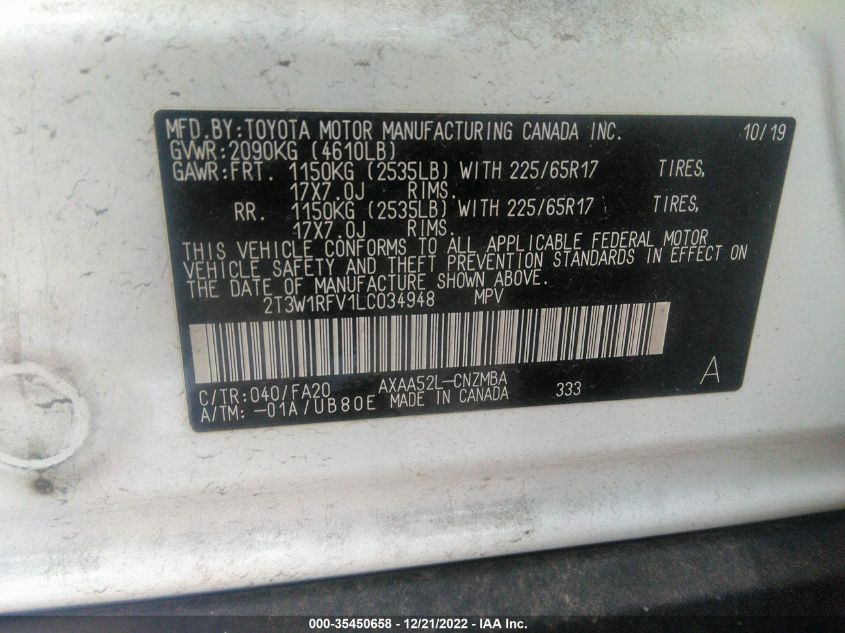 MFD.BY:TOYOTA MOTOR MANUFACTURING CANADA INC. 10/19
GVWR:2090KG (4610LB)
GAWR:FRT. 1150KG (2535LB) WITH 225/65R17 TIRES,
17X7.0J RIMS.
RR. 1150KG (2535LB) WITH 225/65R17 TIRES,
17X7.0J RIMS.
THIS VEHICLE CONFORMS TO ALL APPLICABLE FEDERAL MOTOR
VEHICLE SAFETY AND THEFT PREVENTION STANDARDS IN EFFECT ON
THE DATE OF MANUFACTURE SHOWN ABOVE.
2T3W1RFV1LC034948 MPV
C/TR:040/FA20 AXAA52L-CNZMBA A
A/TM:-01A/UB80E MADE IN CANADA 333
000-35450658 - 12/21/2022 - IAA Inc.